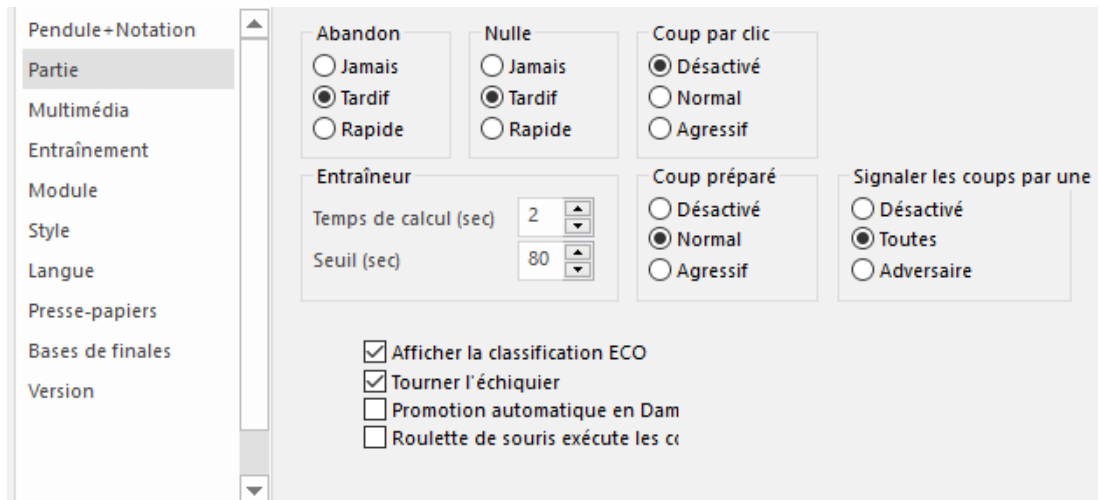 Pendule+Notation
Partie
Multimédia
Entraînement
Module
Style
Langue
Presse-papiers
Bases de finales
Version
Abandon
Jamais
Tardif
Rapide
Nulle
Jamais
Tardif
Rapide
Coup par clic
Désactivé
Normal
Agressif
Entraîneur
Temps de calcul (sec) 2
Seuil (sec) 80
Coup préparé
Désactivé
Normal
Agressif
Signaler les coups par une
Désactivé
Toutes
Adversaire
Afficher la classification ECO
Tourner l'échiquier
Promotion automatique en Dam
Roulette de souris exécute les co